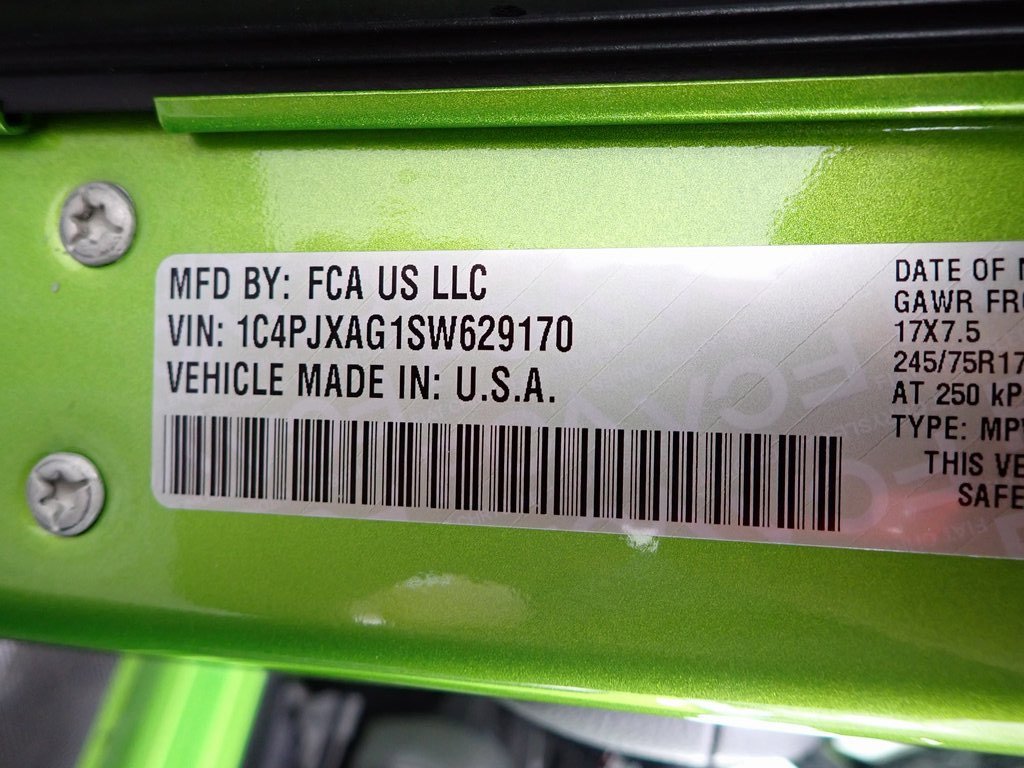 MFD BY: FCA US LLC
VIN: 1C4PJXAG1SW629170
VEHICLE MADE IN: U.S.A.
DATE OF
GAWR
17X7.5
245/75R17
AT 250
TYPE:
THIS
SAFE